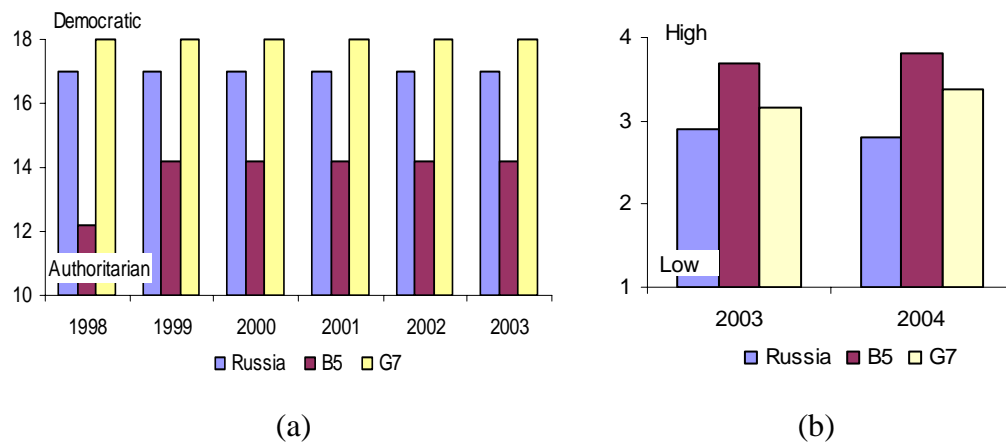 Democratic
18
16
14
12
Authoritarian
10
1998 1999 2000 2001 2002 2003
Russia B5 G7
(a)
High
4
3
2
Low
1
2003 2004
Russia B5 G7
(b)